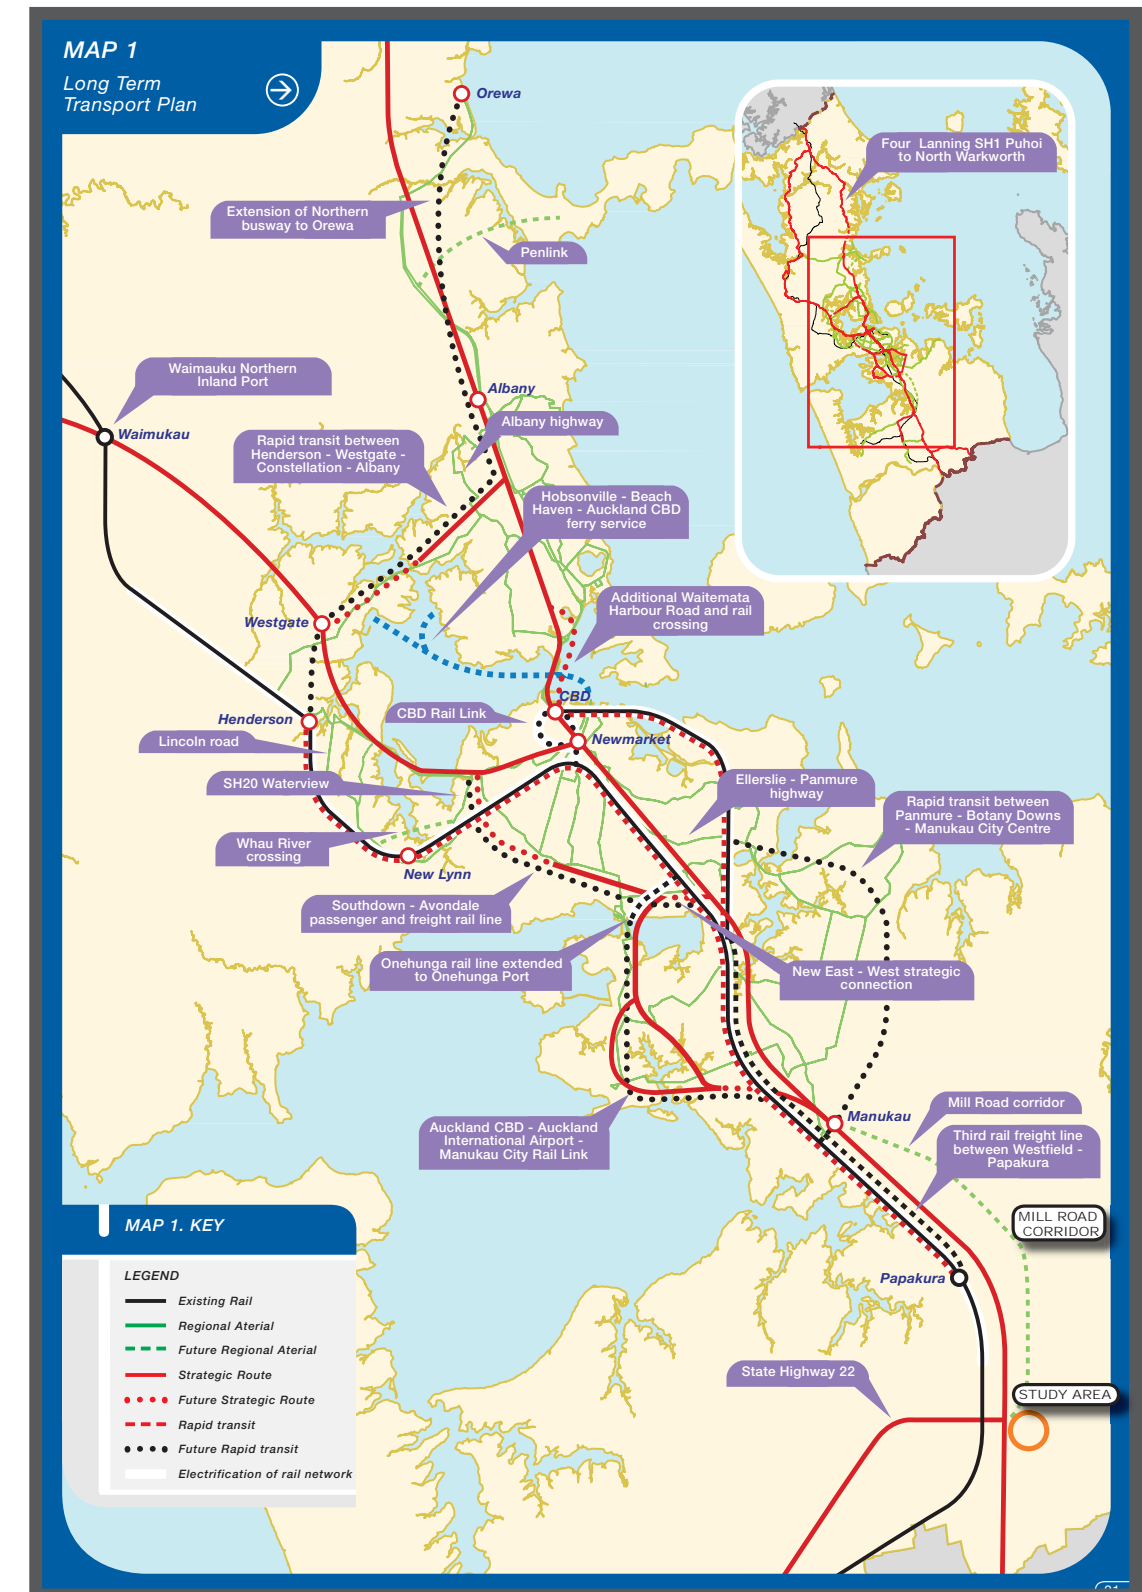 MAP 1
Long Term
Transport Plan
Orewa
Four Lanning SH1 Puhoi
to North Warkworth
Extension of Northern
busway to Orewa
Penlink
Waimauku Northern
Inland Port
Albany
Waimukau
Albany highway
Rapid transit between
Henderson - Westgate -
Constellation - Albany
Hobsonville - Beach
Haven - Auckland CBD
ferry service
Additional Waitemata
Harbour Road and rail
crossing
Westgate
CBD
CBD Rail Link
Henderson
Newmarket
Lincoln road
SH20 Waterview
Ellerslie - Panmure
highway
Rapid transit between
Panmure - Botany Downs
- Manukau City Centre
Whau River
crossing
New Lynn
Southdown - Avondale
passenger and freight rail line
Onehunga rail line extended
to Onehunga Port
New East - West strategic
connection
Auckland CBD - Auckland
International Airport -
Manukau City Rail Link
Manukau
Mill Road corridor
Third rail freight line
between Westfield -
Papakura
MILL ROAD
CORRIDOR
Papakura
State Highway 22
STUDY AREA
MAP 1. KEY
LEGEND
Existing Rail
Regional Aterial
Future Regional Aterial
Strategic Route
Future Strategic Route
Rapid transit
Future Rapid transit
Electrification of rail network